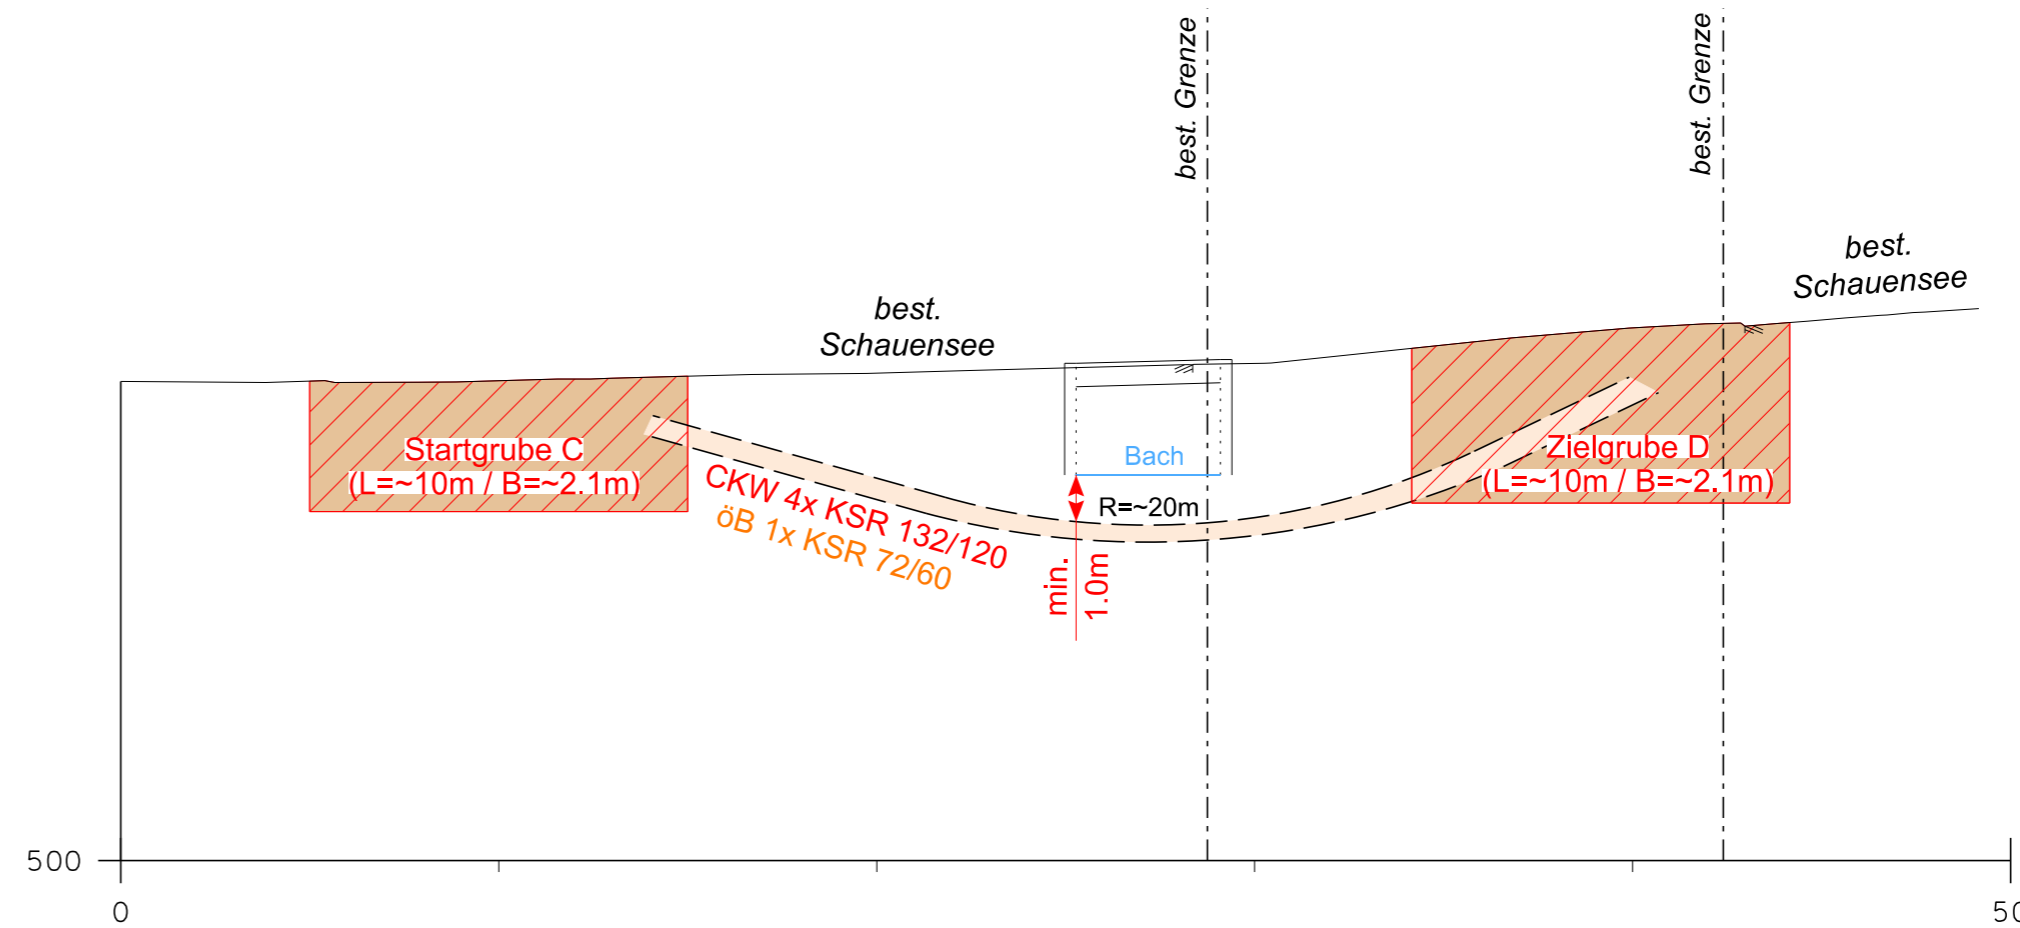 best. Grenze
best. Grenze
best.
Schauensee
best.
Schauensee
Startgrube C
(L=~10m / B=~2.1m)
Bach
Zielgrube D
(L=~10m / B=~2.1m)
CKW 4x KSR 132/120
öB 1x KSR 72/60
R=~20m
min.
1.0m
500
0
50